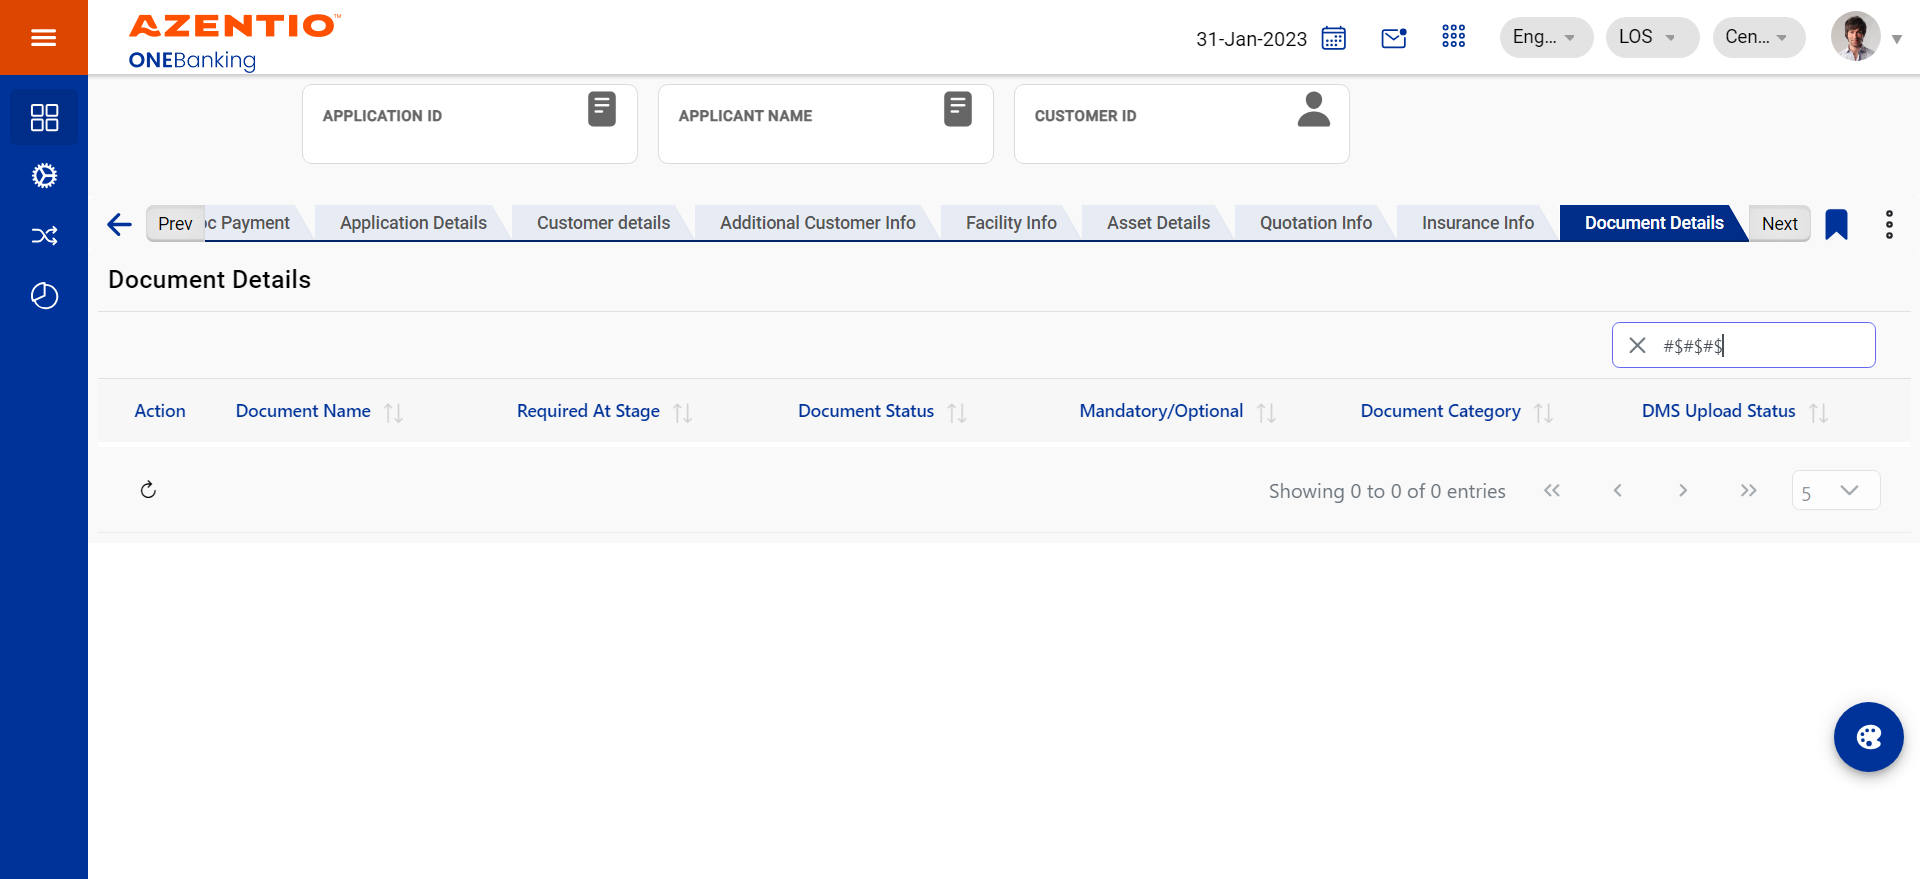 AZENTIO™
ONEBanking
31-Jan-2023
Eng...
LOS
Cen...
APPLICATION ID
APPLICANT NAME
CUSTOMER ID
Prev
Payment
Application Details
Customer details
Additional Customer Info
Facility Info
Asset Details
Quotation Info
Insurance Info
Document Details
Next
Document Details
#$#$#$
Action
Document Name
Required At Stage
Document Status
Mandatory/Optional
Document Category
DMS Upload Status
Showing 0 to 0 of 0 entries
5